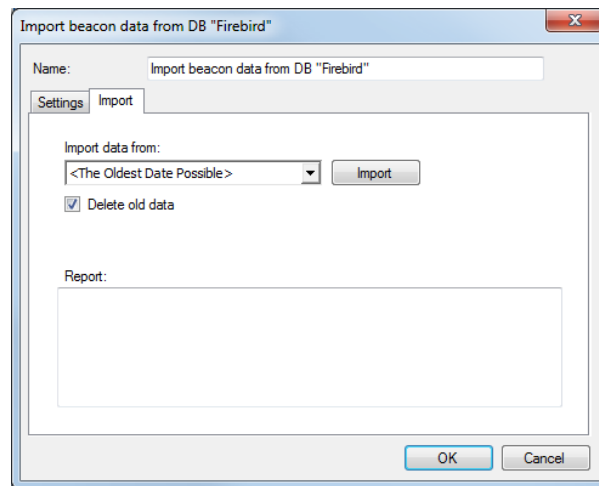 Import beacon data from DB "Firebird"
Name: Import beacon data from DB "Firebird"
Settings Import
Import data from:
<The Oldest Date Possible> Import
Delete old data
Report:
OK Cancel